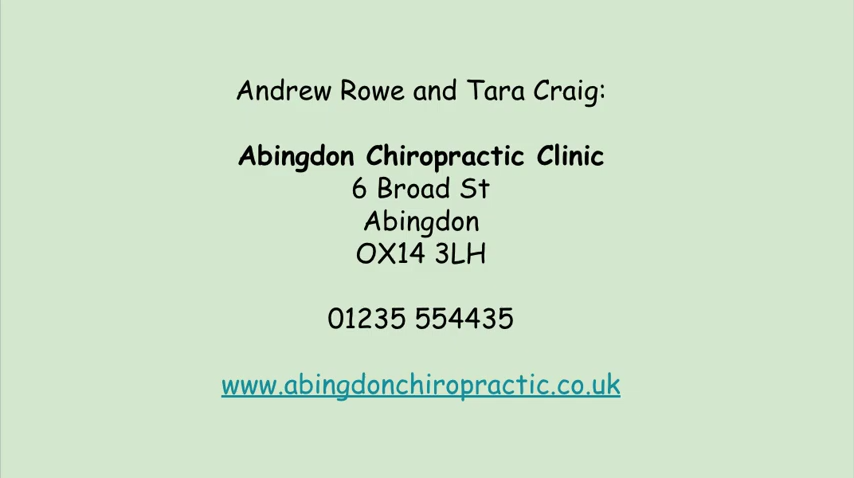 Andrew Rowe and Tara Craig:
Abingdon Chiropractic Clinic
6 Broad St
Abingdon
OX14 3LH
01235 554435
www.abingdonchiropractic.co.uk